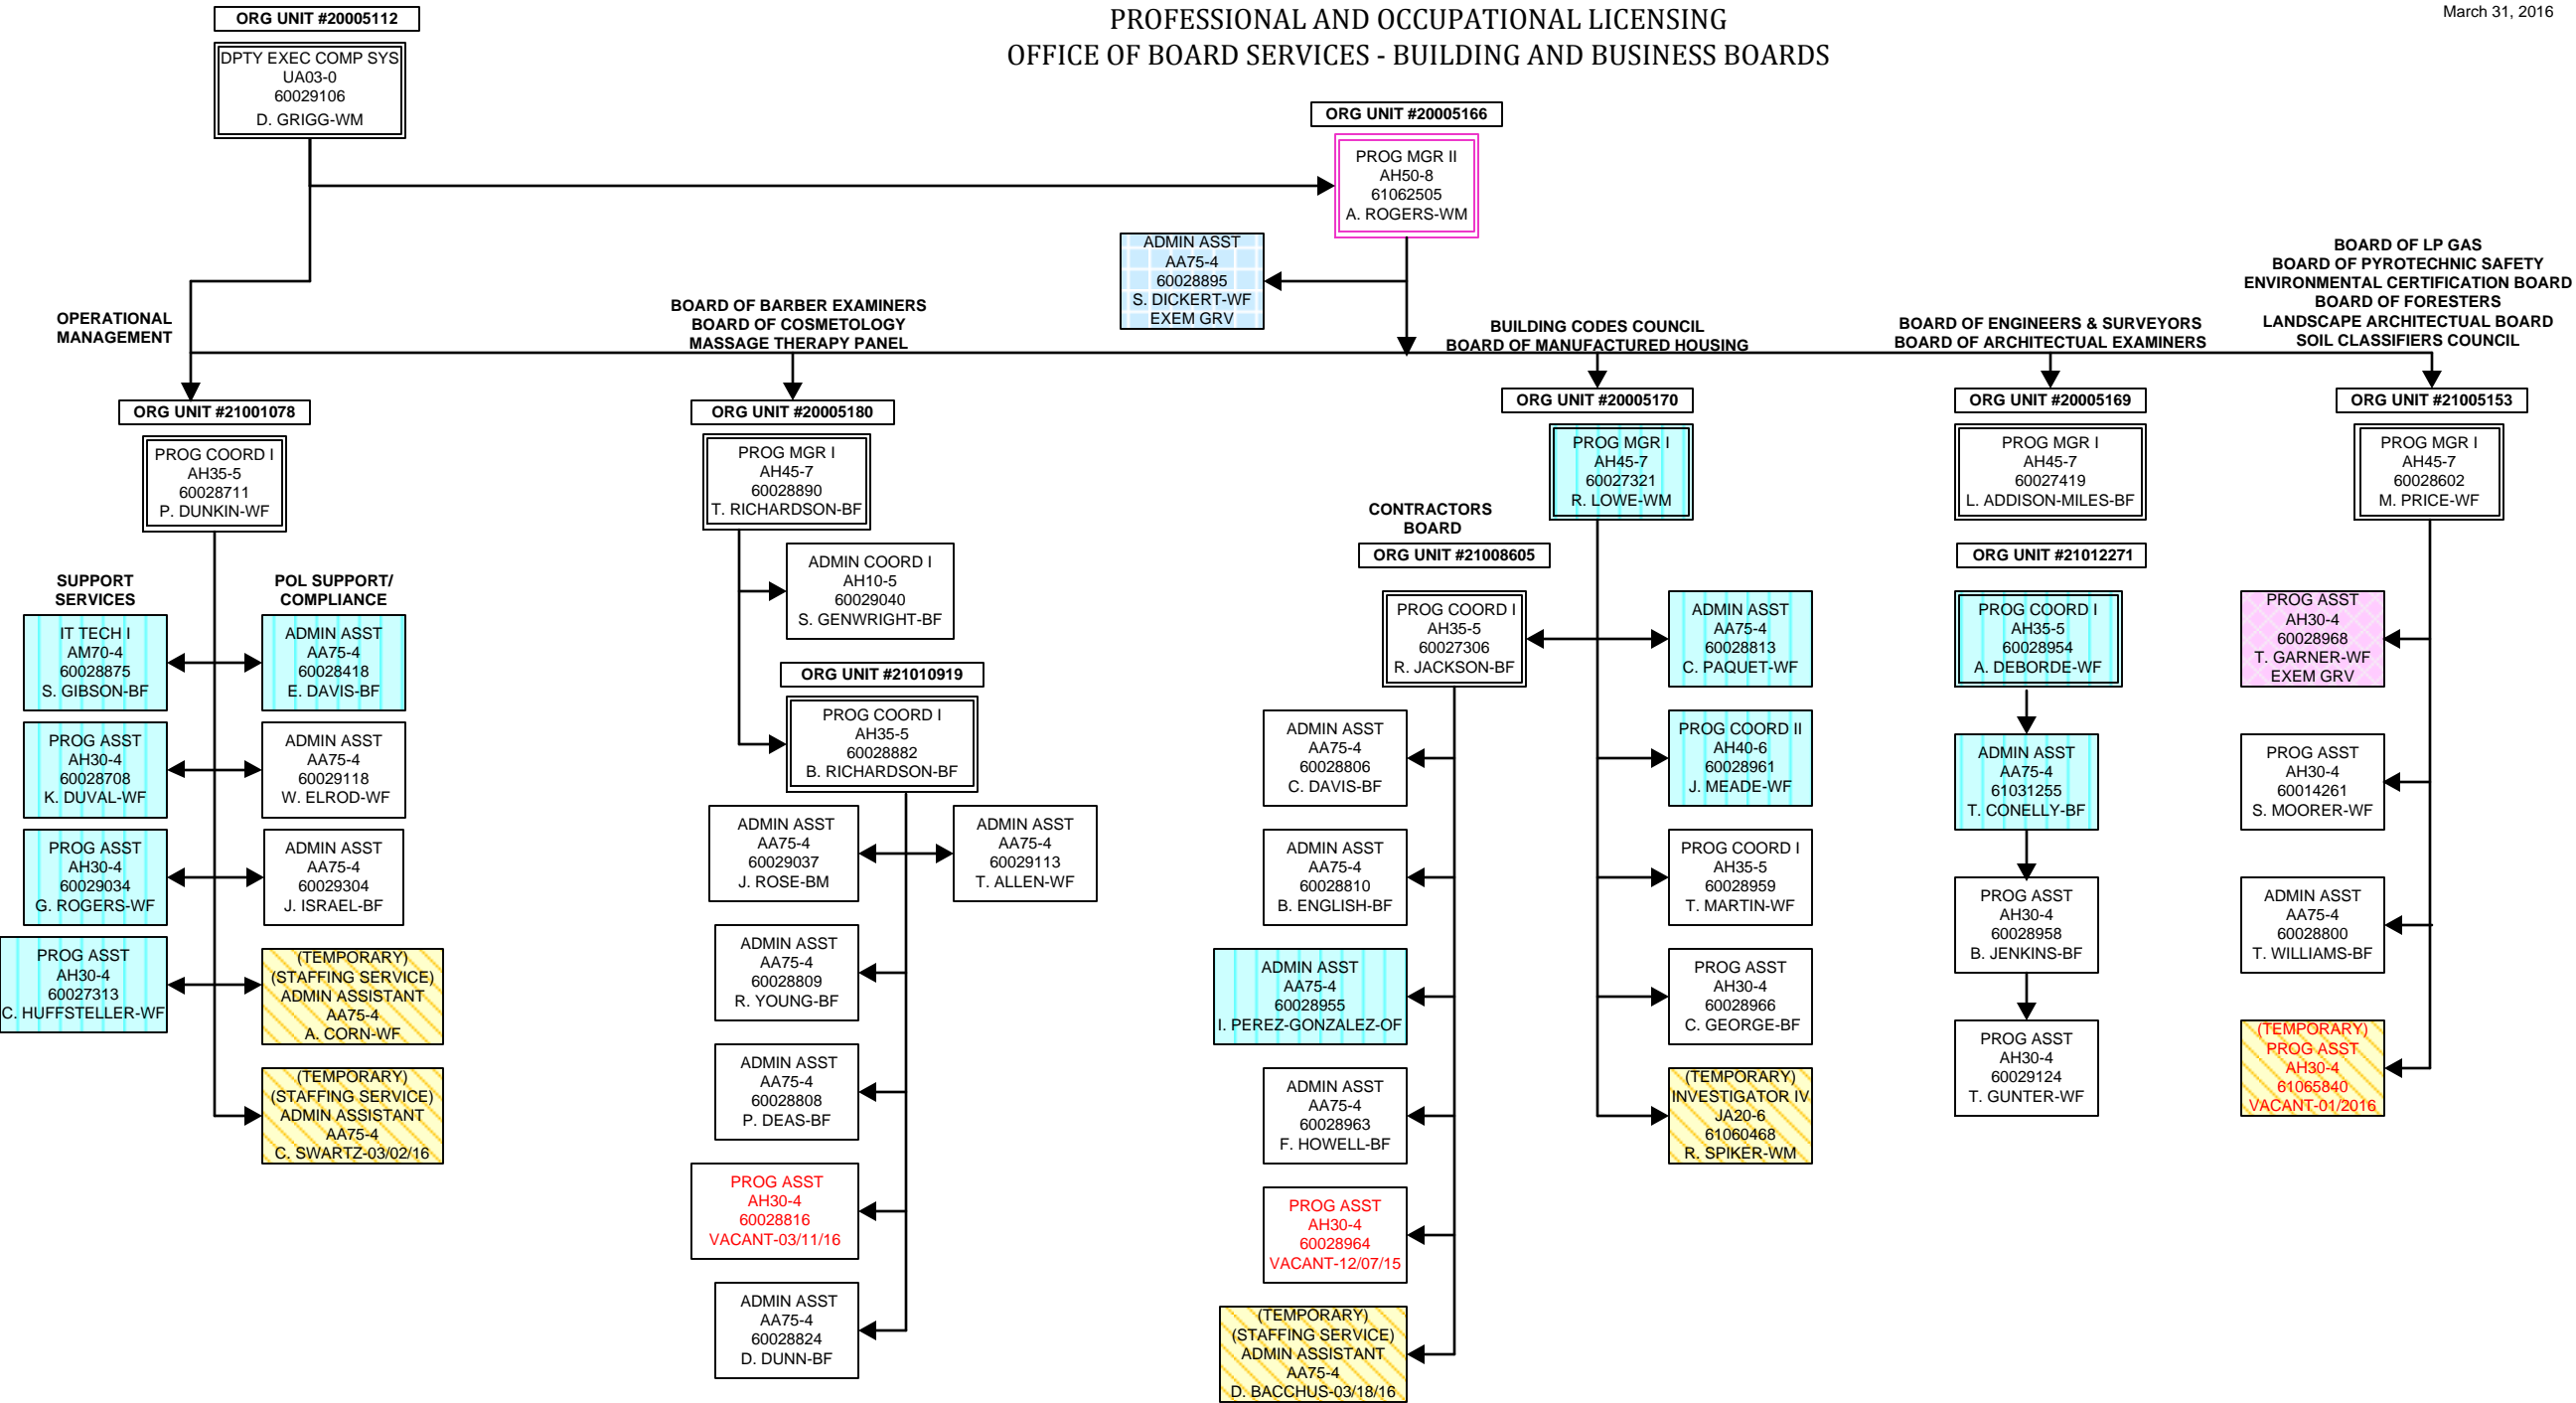 PROFESSIONAL AND OCCUPATIONAL LICENSING
OFFICE OF BOARD SERVICES - BUILDING AND BUSINESS BOARDS
March 31, 2016
ORG UNIT #20005112
DPTY EXEC COMP SYS
UA03-0
60029106
D. GRIGG-WM
ORG UNIT #20005166
PROG MGR II
AH50-8
61062505
A. ROGERS-WM
ADMIN ASST
AA75-4
60028895
S. DICKERT-WF
EXEM GRV
OPERATIONAL
MANAGEMENT
BOARD OF BARBER EXAMINERS
BOARD OF COSMETOLOGY
MASSAGE THERAPY PANEL
BUILDING CODES COUNCIL
BOARD OF MANUFACTURED HOUSING
BOARD OF ENGINEERS & SURVEYORS
BOARD OF ARCHITECTUAL EXAMINERS
BOARD OF LP GAS
BOARD OF PYROTECHNIC SAFETY
ENVIRONMENTAL CERTIFICATION BOARD
BOARD OF FORESTERS
LANDSCAPE ARCHITECTUAL BOARD
SOIL CLASSIFIERS COUNCIL
ORG UNIT #21001078
PROG COORD I
AH35-5
60028711
P. DUNKIN-WF
SUPPORT
SERVICES
IT TECH I
AM70-4
60028875
S. GIBSON-BF
PROG ASST
AH30-4
60028708
K. DUVAL-WF
PROG ASST
AH30-4
60029034
G. ROGERS-WF
PROG ASST
AH30-4
60027313
C. HUFFSTELLER-WF
POL SUPPORT/
COMPLIANCE
ADMIN ASST
AA75-4
60028418
E. DAVIS-BF
ADMIN ASST
AA75-4
60029118
W. ELROD-WF
ADMIN ASST
AA75-4
60029304
J. ISRAEL-BF
(TEMPORARY)
(STAFFING SERVICE)
ADMIN ASSISTANT
AA75-4
A. CORN-WF
(TEMPORARY)
(STAFFING SERVICE)
ADMIN ASSISTANT
AA75-4
C. SWARTZ-03/02/16
ORG UNIT #20005180
PROG MGR I
AH45-7
60028890
T. RICHARDSON-BF
ADMIN COORD I
AH10-5
60029040
S. GENWRIGHT-BF
ORG UNIT #21010919
PROG COORD I
AH35-5
60028882
B. RICHARDSON-BF
ADMIN ASST
AA75-4
60029037
J. ROSE-BM
ADMIN ASST
AA75-4
60029113
T. ALLEN-WF
ADMIN ASST
AA75-4
60028809
R. YOUNG-BF
ADMIN ASST
AA75-4
60028808
P. DEAS-BF
PROG ASST
AH30-4
60028816
VACANT-03/11/16
ADMIN ASST
AA75-4
60028824
D. DUNN-BF
ORG UNIT #20005170
PROG MGR I
AH45-7
60027321
R. LOWE-WM
CONTRACTORS
BOARD
ORG UNIT #21008605
PROG COORD I
AH35-5
60027306
R. JACKSON-BF
ADMIN ASST
AA75-4
60028806
C. DAVIS-BF
ADMIN ASST
AA75-4
60028810
B. ENGLISH-BF
ADMIN ASST
AA75-4
60028955
I. PEREZ-GONZALEZ-OF
ADMIN ASST
AA75-4
60028963
F. HOWELL-BF
PROG ASST
AH30-4
60028964
VACANT-12/07/15
(TEMPORARY)
(STAFFING SERVICE)
ADMIN ASSISTANT
AA75-4
D. BACCHUS-03/18/16
ADMIN ASST
AA75-4
60028813
C. PAQUET-WF
PROG COORD II
AH40-6
60028961
J. MEADE-WF
PROG COORD I
AH35-5
60028959
T. MARTIN-WF
PROG ASST
AH30-4
60028966
C. GEORGE-BF
(TEMPORARY)
INVESTIGATOR IV
JA20-6
61060468
R. SPIKER-WM
ORG UNIT #20005169
PROG MGR I
AH45-7
60027419
L. ADDISON-MILES-BF
ORG UNIT #21012271
PROG COORD I
AH35-5
60028954
A. DEBORDE-WF
ADMIN ASST
AA75-4
61031255
T. CONELLY-BF
PROG ASST
AH30-4
60028958
B. JENKINS-BF
PROG ASST
AH30-4
60029124
T. GUNTER-WF
ORG UNIT #21005153
PROG MGR I
AH45-7
60028602
M. PRICE-WF
PROG ASST
AH30-4
60028968
T. GARNER-WF
EXEM GRV
PROG ASST
AH30-4
60014261
S. MOORER-WF
ADMIN ASST
AA75-4
60028800
T. WILLIAMS-BF
(TEMPORARY)
PROG ASST
AH30-4
61065840
VACANT-01/2016